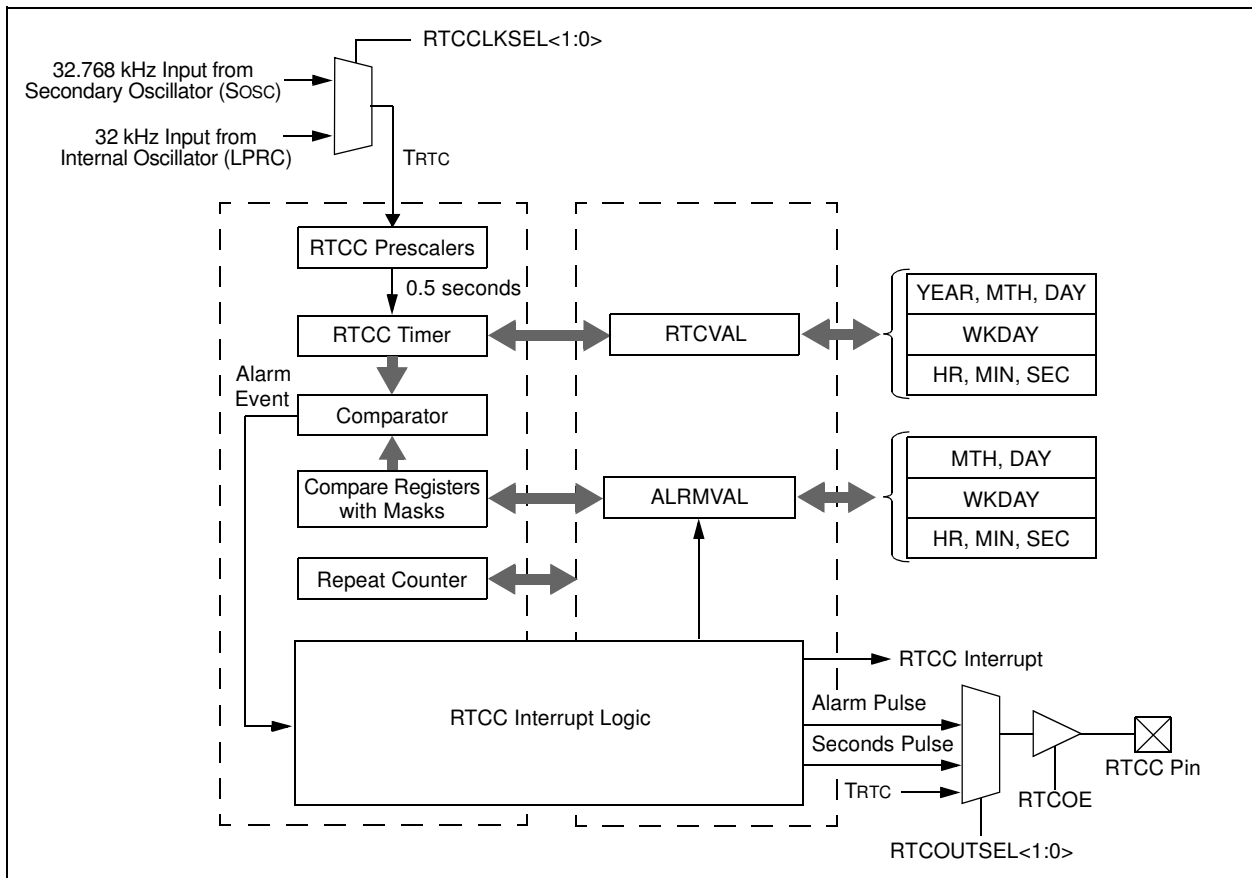 RTCCLKSEL<1:0>
32.768 kHz Input from
Secondary Oscillator (SOSC)
32 kHz Input from
Internal Oscillator (LPRC)
TRTC
RTCC Prescalers
0.5 seconds
RTCC Timer
RTCVAL
YEAR, MTH, DAY
WKDAY
HR, MIN, SEC
Alarm
Event
Comparator
Compare Registers
with Masks
ALRMVAL
MTH, DAY
WKDAY
HR, MIN, SEC
Repeat Counter
RTCC Interrupt Logic
RTCC Interrupt
Alarm Pulse
Seconds Pulse
TRTC
RTCC Pin
RTCOE
RTCOUTSEL<1:0>